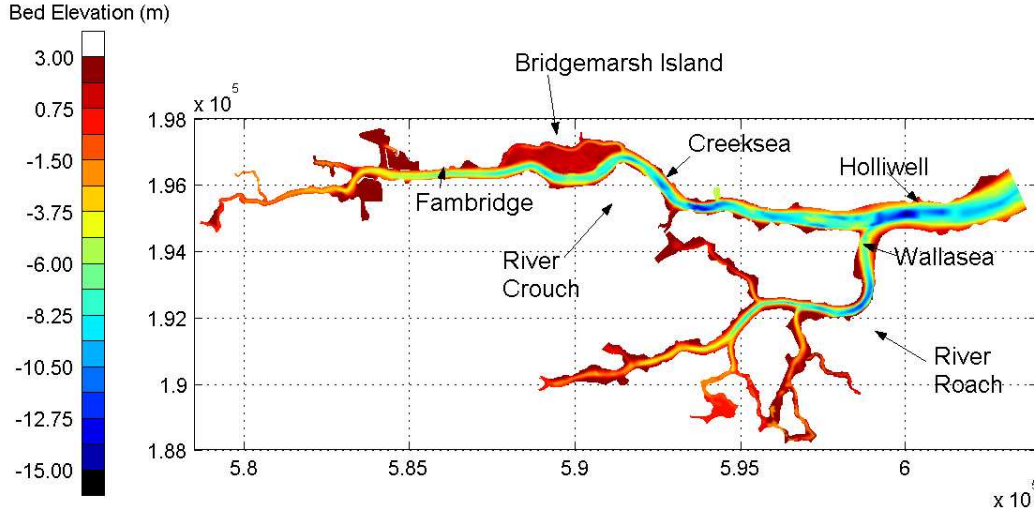 Bed Elevation (m)
3.00
0.75
-1.50
-3.75
-6.00
-8.25
-10.50
-12.75
-15.00
x 10^5
1.98
1.96
1.94
1.92
1.9
1.88
Bridgemarsh Island
Creeksea
Holliwell
Fambridge
River
Crouch
Wallasea
River
Roach
5.8
5.85
5.9
5.95
6
x 10^5